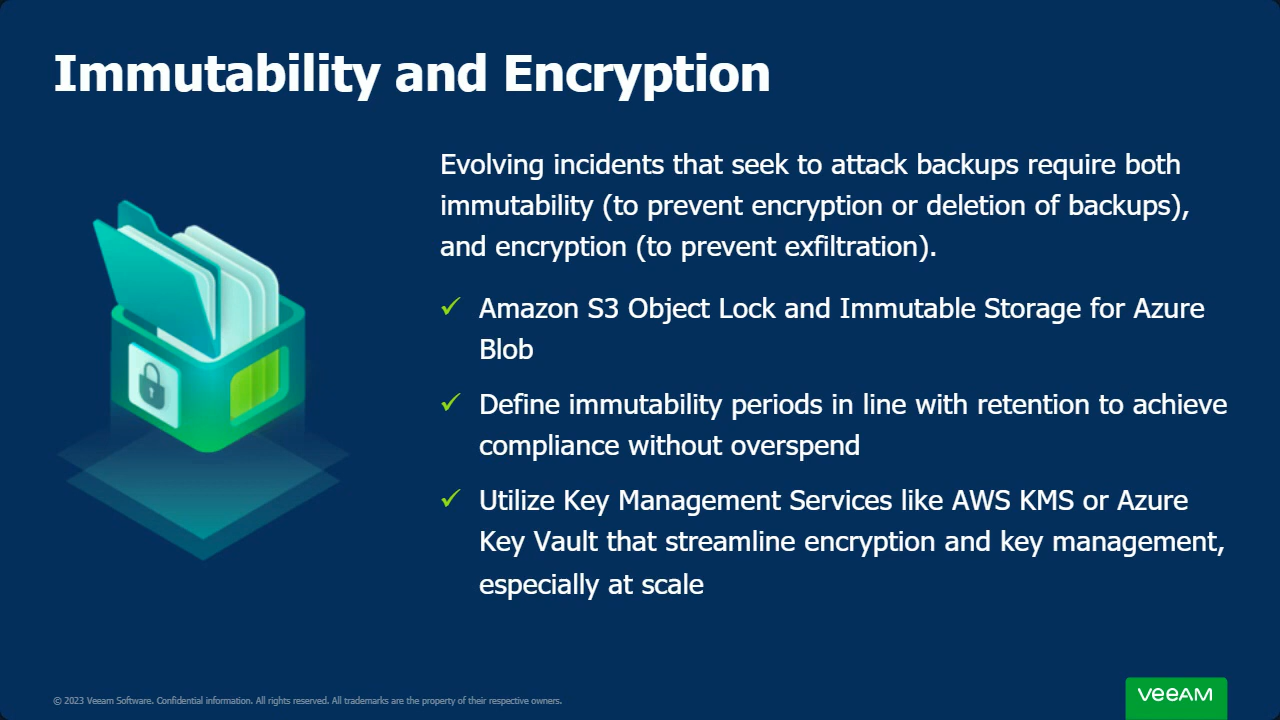 Immutability and Encryption
Evolving incidents that seek to attack backups require both
immutability (to prevent encryption or deletion of backups),
and encryption (to prevent exfiltration).
✓ Amazon S3 Object Lock and Immutable Storage for Azure
Blob
✓ Define immutability periods in line with retention to achieve
compliance without overspend
✓ Utilize Key Management Services like AWS KMS or Azure
Key Vault that streamline encryption and key management,
especially at scale
© 2023 Veeam Software. Confidential information. All rights reserved. All trademarks are the property of their respective owners.
veeam